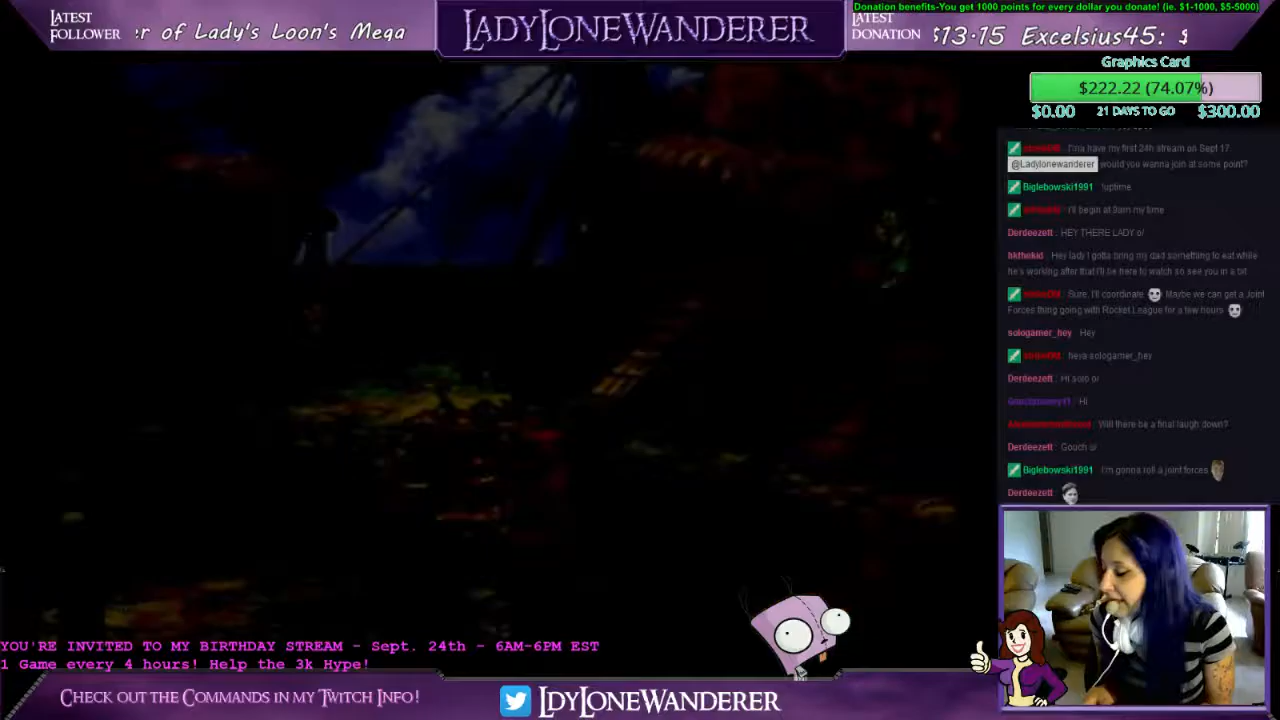 LATEST
FOLLOWER
er of Lady's Loon's Mega
LADYLONEWANDERER
Donation benefits-You get 1000 points for every dollar you donate! (ie. $1-1000, $5-5000)
LATEST
DONATION
$13.15 Excelsius45: $
Graphics Card
$222.22 (74.07%)
$0.00 21 DAYS TO GO $300.00
I'ma have my first 24h stream on Sept 17
@Ladylonewanderer would you wanna join at some point?
Biglebowski1991 !uptime
I'll begin at 9am my time
Derdeezett : HEY THERE LADY o/
hkthekid Hey lady I gotta bring my dad something to eat while
he's working after that I'll be here to watch so see you in a bit
Sure, I'll coordinate Maybe we can get a Joint
Forces thing going with Rocket League for a few hours
sologamer_hey Hey
heya sologamer_hey
Derdeezett : Hi solo o/
Hi
Will there be a final laugh down?
Derdeezett : Gooch
Biglebowski1991 I'm gonna roll a joint forces
Derdeezett
YOU'RE INVITED TO MY BIRTHDAY STREAM - Sept. 24th - 6AM-6PM EST
1 Game every 4 hours! Help the 3k Hype!
CHECK OUT THE COMMANDS IN MY TWITCH INFO!
LDYLONEWANDERER